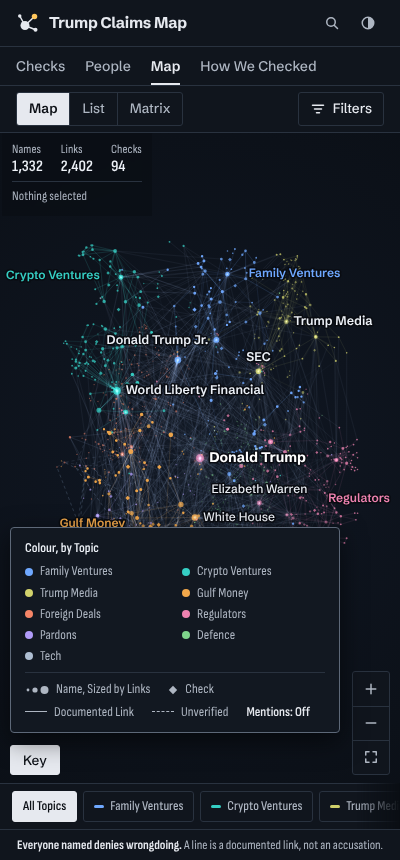 Trump Claims Map
Checks People Map How We Checked
Map List Matrix Filters
Names Links Checks
1,332 2,402 94
Nothing selected
Crypto Ventures
Family Ventures
Trump Media
Donald Trump Jr.
SEC
World Liberty Financial
Donald Trump
Elizabeth Warren
Regulators
White House
Gulf Money
Colour, by Topic
Family Ventures Crypto Ventures
Trump Media Gulf Money
Foreign Deals Regulators
Pardons Defence
Tech
Name, Sized by Links Check
Documented Link Unverified Mentions: Off
Key
All Topics Family Ventures Crypto Ventures Trump Med
Everyone named denies wrongdoing. A line is a documented link, not an accusation.